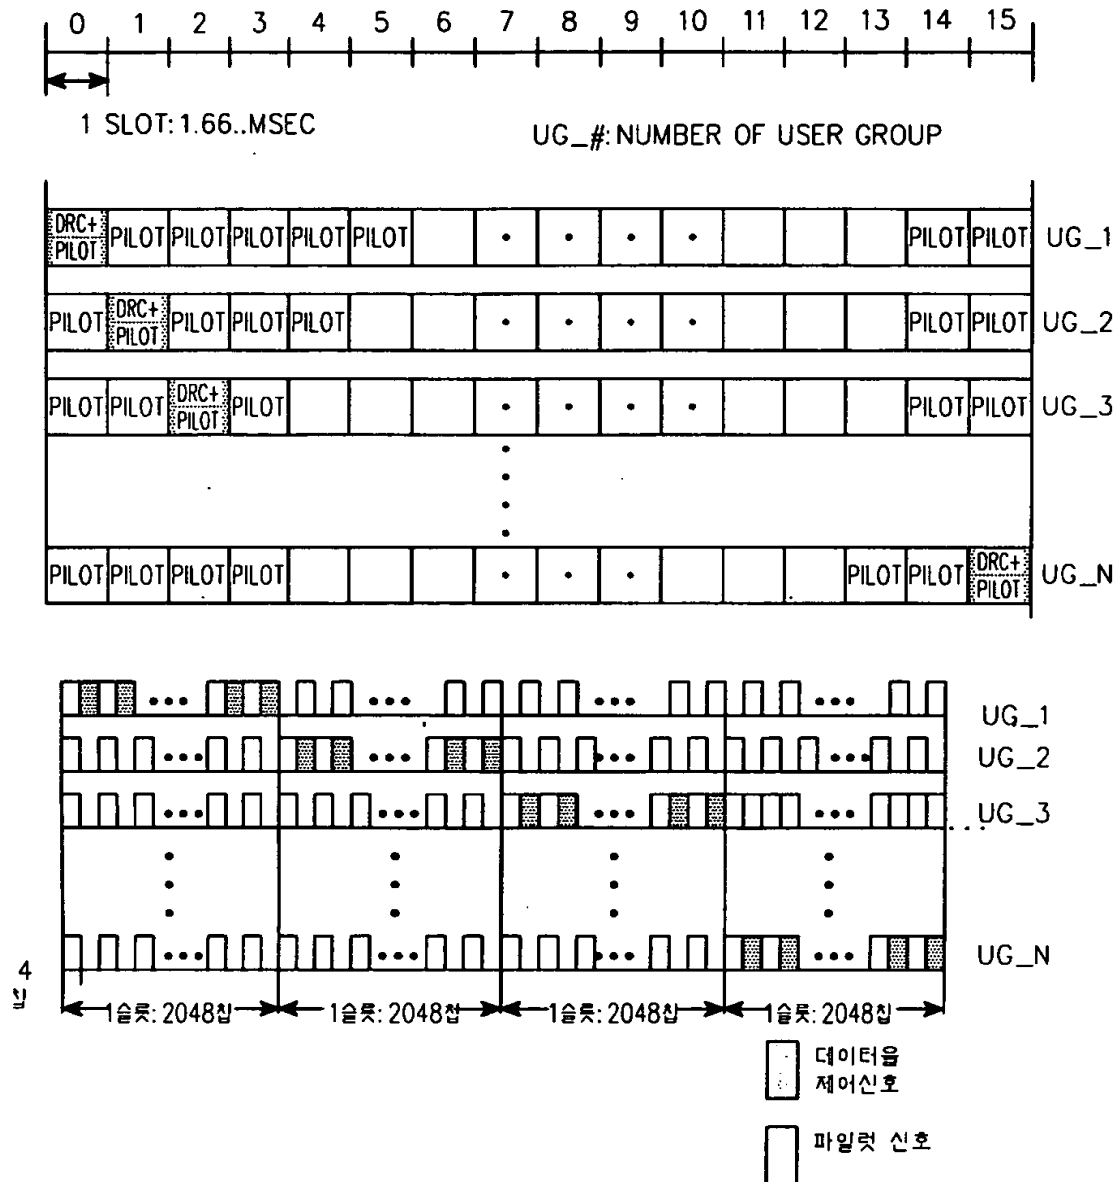 0 1 2 3 4 5 6 7 8 9 10 11 12 13 14 15
1 SLOT: 1.66..MSEC
UG_#: NUMBER OF USER GROUP
DRC+ PILOT PILOT PILOT PILOT PILOT PILOT PILOT PILOT UG_1
PILOT DRC+ PILOT PILOT PILOT PILOT PILOT PILOT UG_2
PILOT PILOT DRC+ PILOT PILOT PILOT PILOT UG_3
PILOT PILOT PILOT PILOT PILOT PILOT DRC+ PILOT UG_N
UG_1
UG_2
UG_3
UG_N
4
칩
1슬롯: 2048칩 1슬롯: 2048칩 1슬롯: 2048칩 1슬롯: 2048칩
데이터율
제어신호
파일럿 신호